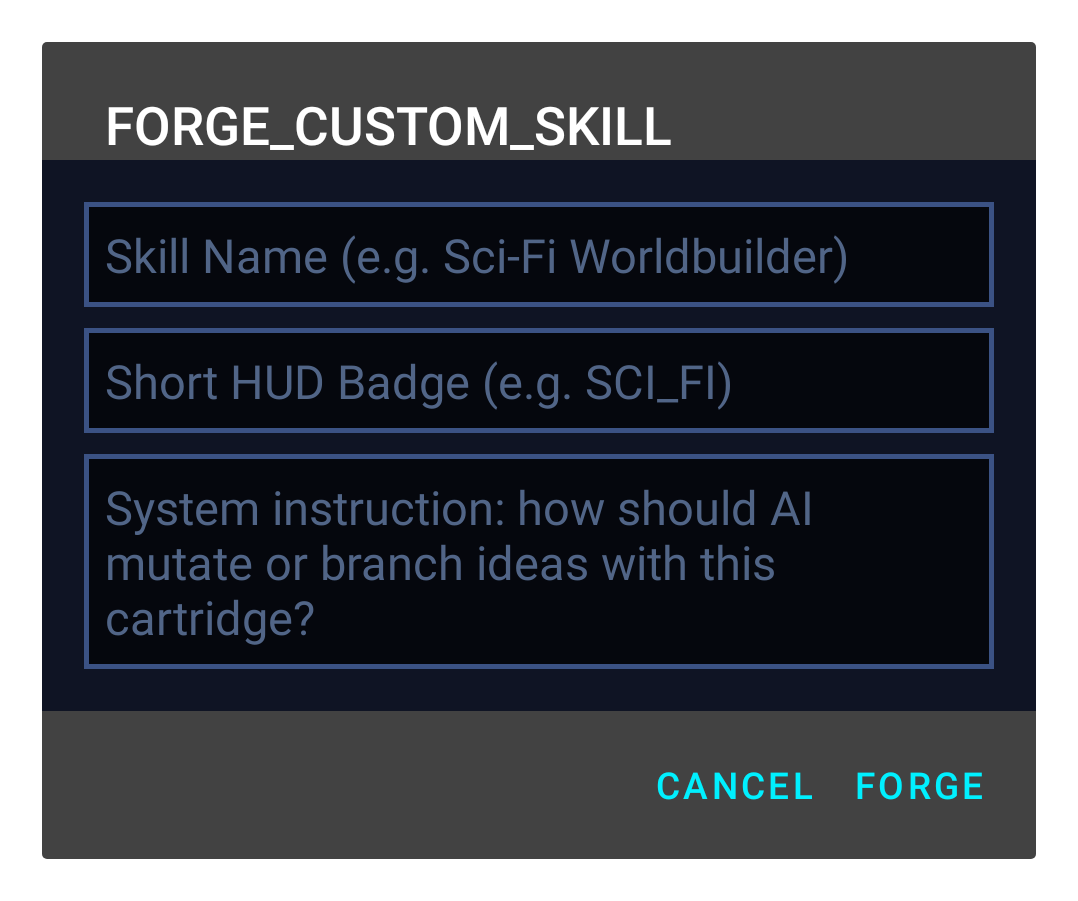 FORGE_CUSTOM_SKILL
Skill Name (e.g. Sci-Fi Worldbuilder)
Short HUD Badge (e.g. SCI_FI)
System instruction: how should AI
mutate or branch ideas with this
cartridge?
CANCEL FORGE